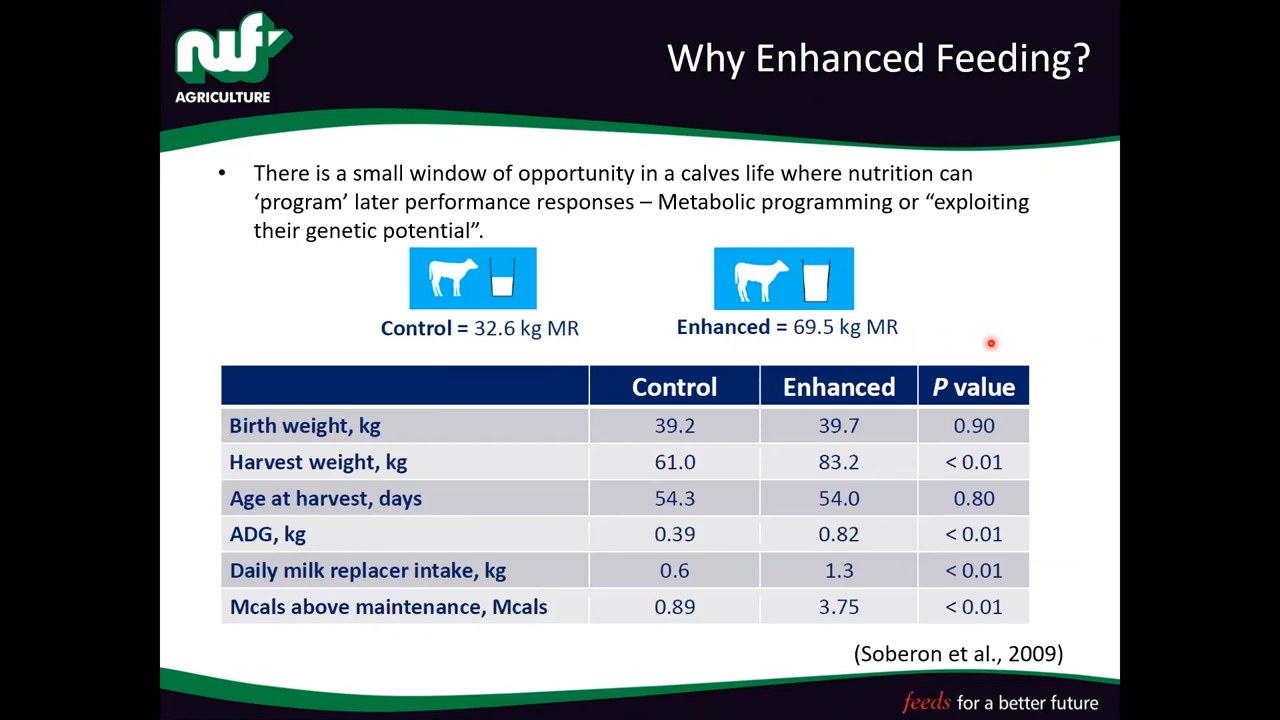 nwf
AGRICULTURE
Why Enhanced Feeding?
• There is a small window of opportunity in a calves life where nutrition can
‘program’ later performance responses – Metabolic programming or “exploiting
their genetic potential”.
Control = 32.6 kg MR
Enhanced = 69.5 kg MR
Control Enhanced P value
Birth weight, kg 39.2 39.7 0.90
Harvest weight, kg 61.0 83.2 < 0.01
Age at harvest, days 54.3 54.0 0.80
ADG, kg 0.39 0.82 < 0.01
Daily milk replacer intake, kg 0.6 1.3 < 0.01
Mcals above maintenance, Mcals 0.89 3.75 < 0.01
(Soberon et al., 2009)
feeds for a better future